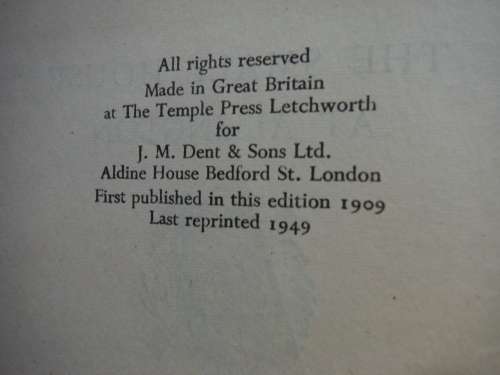 All rights reserved
Made in Great Britain
at The Temple Press Letchworth
for
J. M. Dent & Sons Ltd.
Aldine House Bedford St. London
First published in this edition 1909
Last reprinted 1949